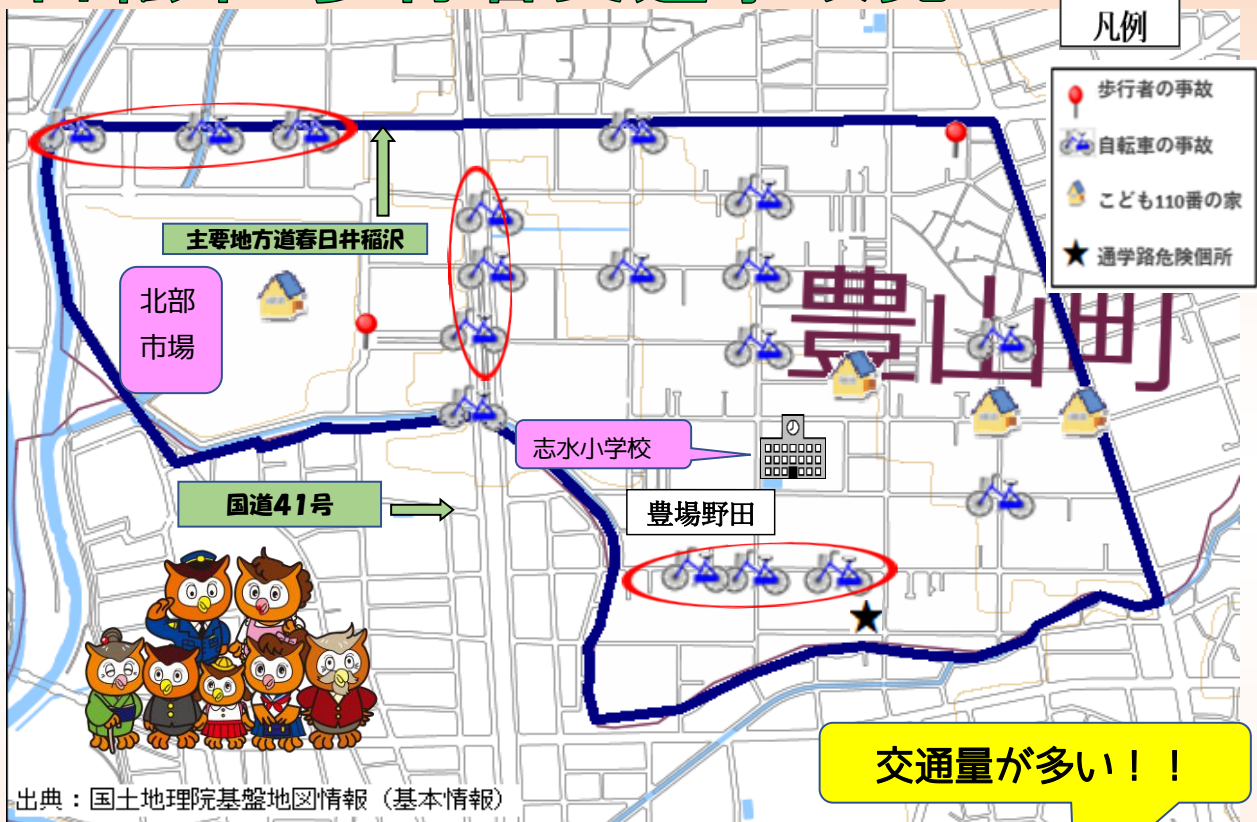 凡例
歩行者の事故
自転車の事故
こども110番の家
通学路危険個所
主要地方道春日井稲沢
北部
市場
豊山町
志水小学校
国道41号
豊場野田
交通量が多い！！
出典：国土地理院基盤地図情報（基本情報）